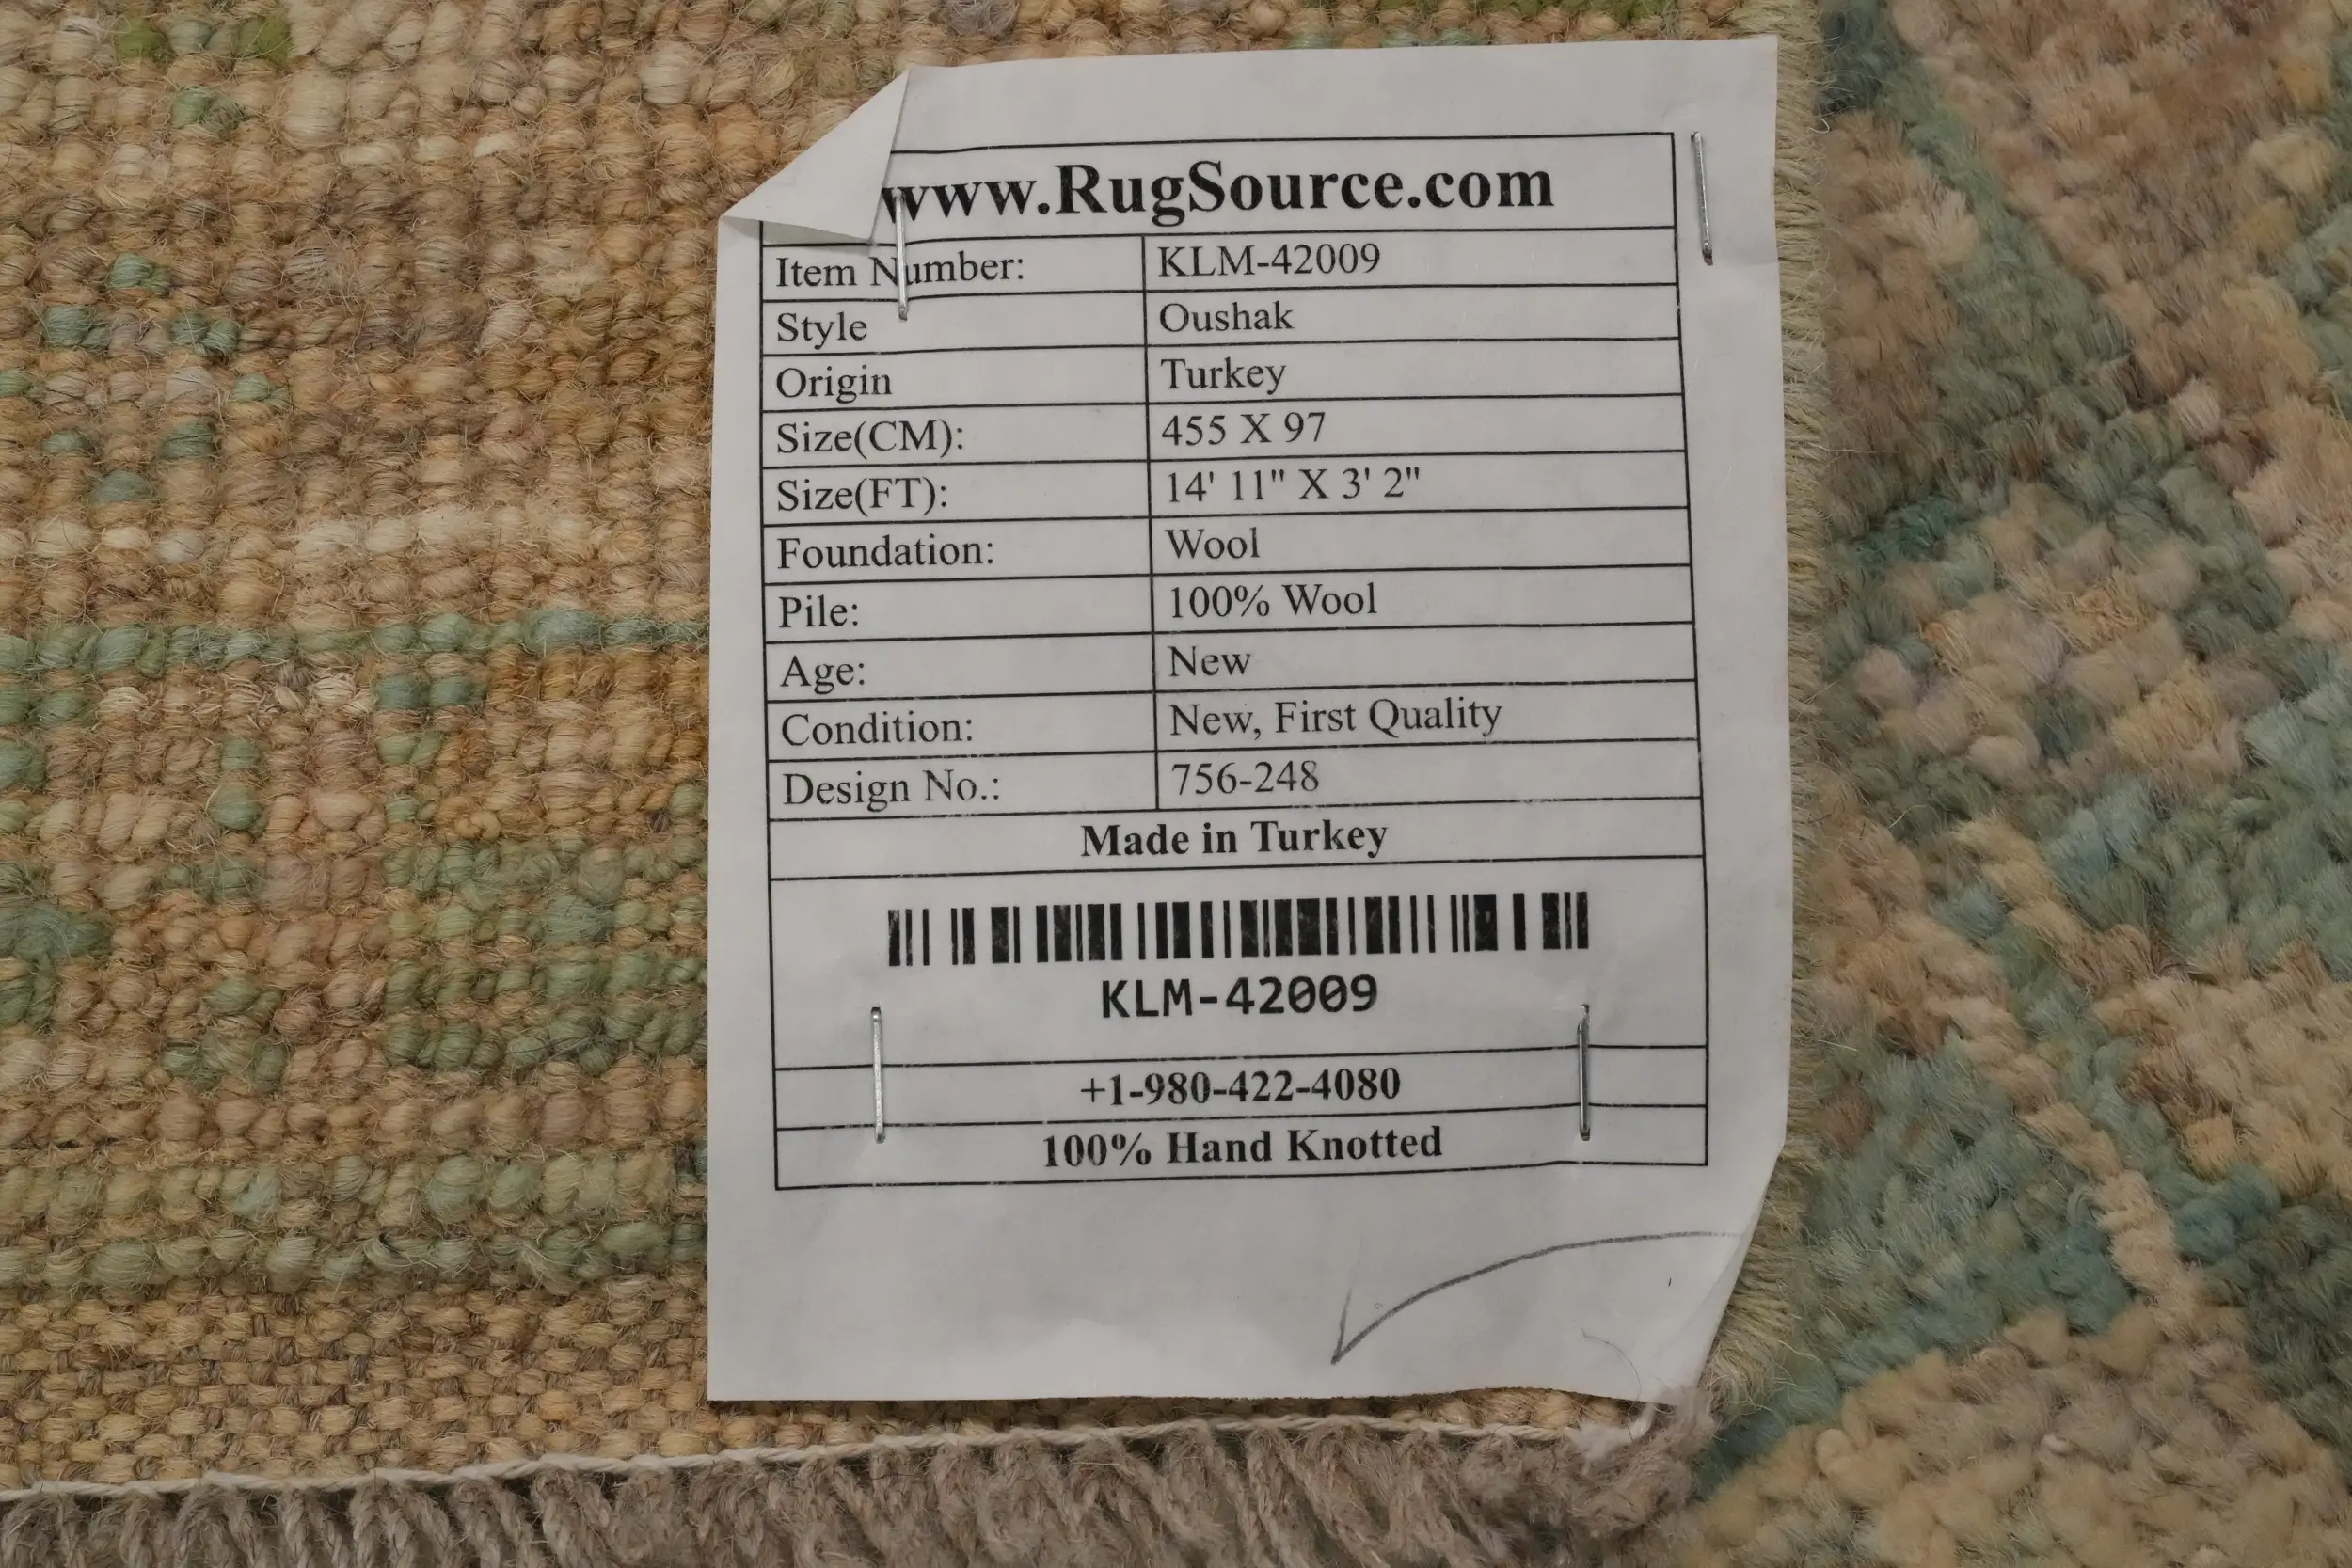 www.RugSource.com
Item Number: KLM-42009
Style Oushak
Origin Turkey
Size(CM): 455 X 97
Size(FT): 14' 11" X 3' 2"
Foundation: Wool
Pile: 100% Wool
Age: New
Condition: New, First Quality
Design No.: 756-248
Made in Turkey
KLM-42009
+1-980-422-4080
100% Hand Knotted